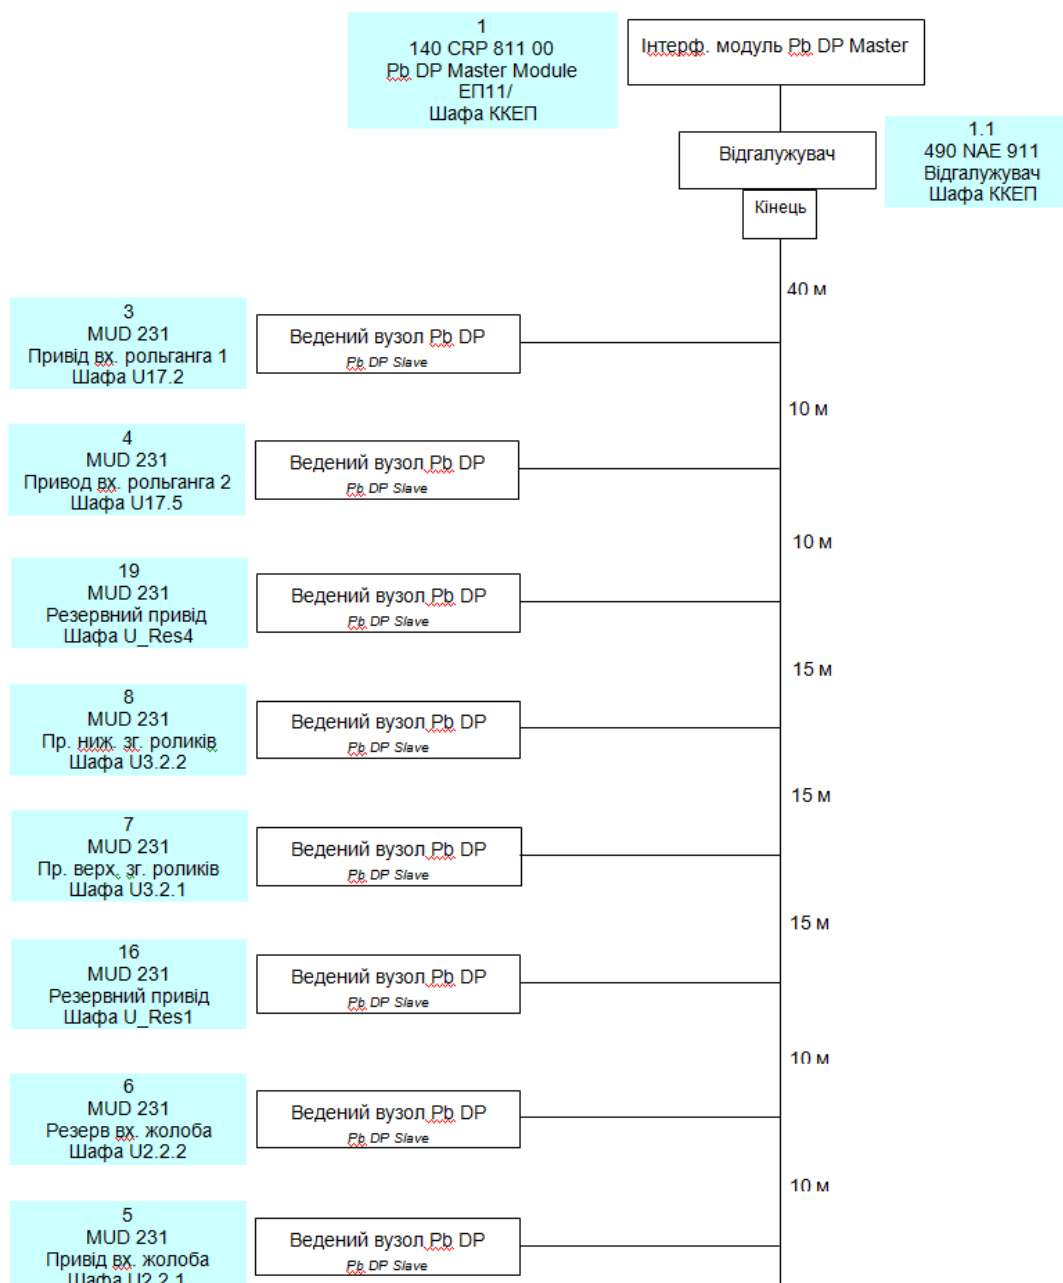 1
140 CRP 811 00
Pb DP Master Module
ЕП11/
Шафа ККЕП
Інтерф. модуль Pb DP Master
Відгалужувач
1.1
490 NAE 911
Відгалужувач
Шафа ККЕП
Кінець
40 м
3
MUD 231
Привід вх. рольганга 1
Шафа U17.2
Ведений вузол Pb DP
Pb DP Slave
10 м
4
MUD 231
Привод вх. рольганга 2
Шафа U17.5
Ведений вузол Pb DP
Pb DP Slave
10 м
19
MUD 231
Резервний привід
Шафа U_Res4
Ведений вузол Pb DP
Pb DP Slave
15 м
8
MUD 231
Пр. ниж. зг. роликів
Шафа U3.2.2
Ведений вузол Pb DP
Pb DP Slave
15 м
7
MUD 231
Пр. верх. зг. роликів
Шафа U3.2.1
Ведений вузол Pb DP
Pb DP Slave
15 м
16
MUD 231
Резервний привід
Шафа U_Res1
Ведений вузол Pb DP
Pb DP Slave
10 м
6
MUD 231
Резерв вх. жолоба
Шафа U2.2.2
Ведений вузол Pb DP
Pb DP Slave
10 м
5
MUD 231
Привід вх. жолоба
Шафа U2.2.1
Ведений вузол Pb DP
Pb DP Slave